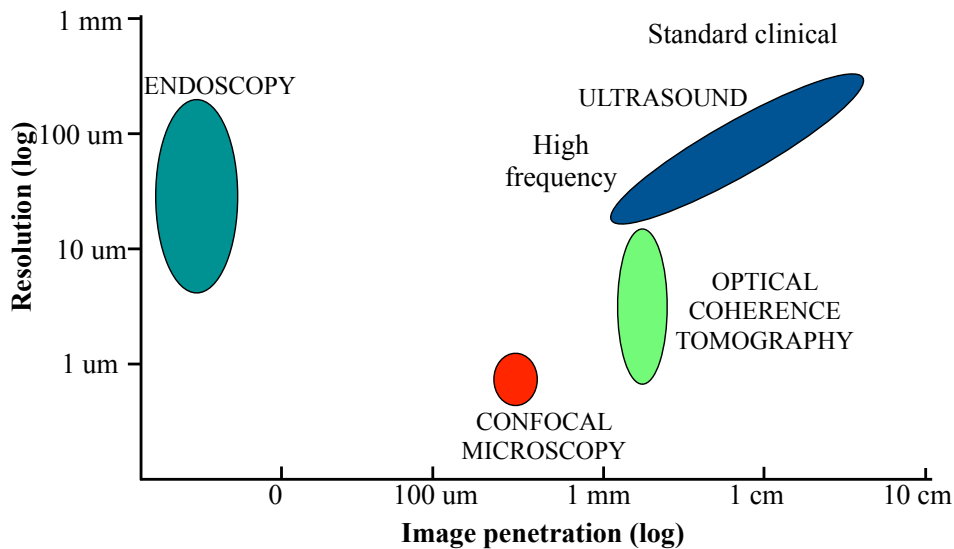 1 mm
Standard clinical
ENDOSCOPY
ULTRASOUND
100 um
High
frequency
Resolution (log)
10 um
OPTICAL
COHERENCE
TOMOGRAPHY
1 um
CONFOCAL
MICROSCOPY
0
100 um
1 mm
1 cm
10 cm
Image penetration (log)